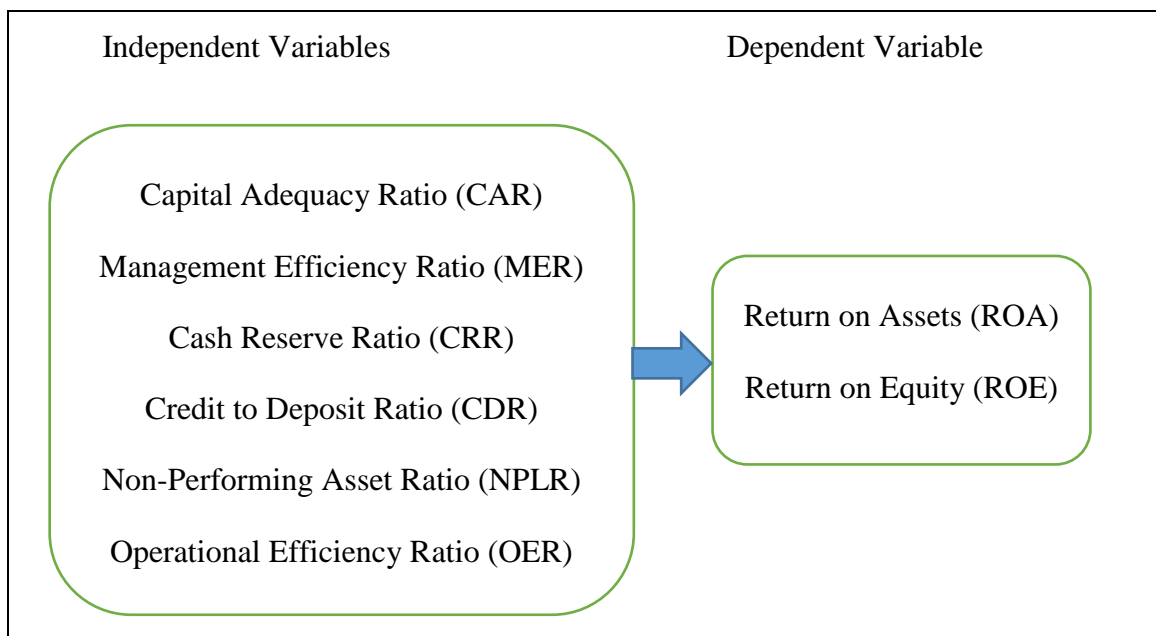 Independent Variables
Dependent Variable
Capital Adequacy Ratio (CAR)
Management Efficiency Ratio (MER)
Cash Reserve Ratio (CRR)
Credit to Deposit Ratio (CDR)
Non-Performing Asset Ratio (NPLR)
Operational Efficiency Ratio (OER)
Return on Assets (ROA)
Return on Equity (ROE)